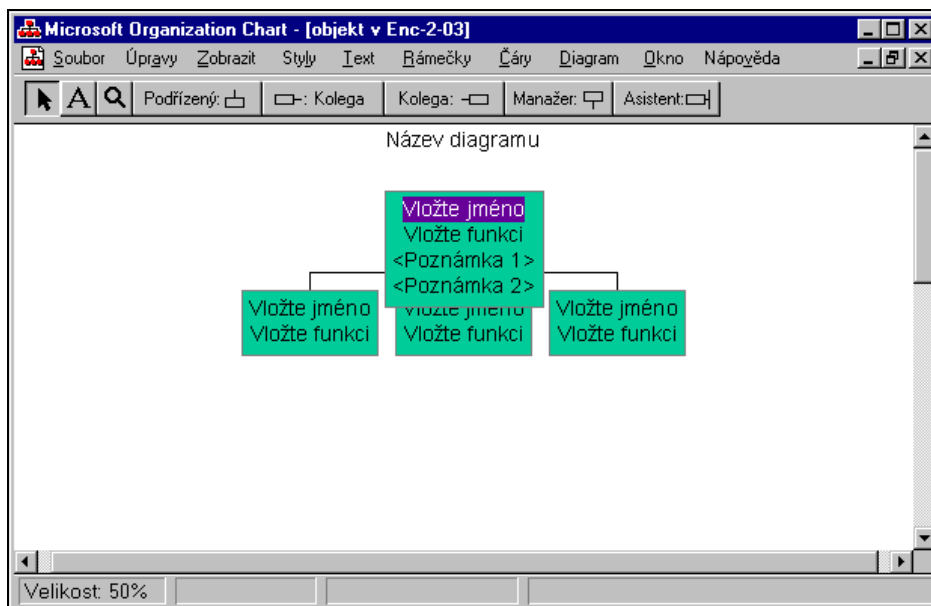 Microsoft Organization Chart - [objekt v Enc-2-03]
Soubor Úpravy Zobrazit Styly Text Rámečky Čáry Diagram Okno Nápověda
A Podřízený: : Kolega Kolega: Manažer: Asistent:
Název diagramu
Vložte jméno
Vložte funkci
<Poznámka 1>
<Poznámka 2>
Vložte jméno Vložte jméno Vložte jméno
Vložte funkci Vložte funkci Vložte funkci
Velikost: 50%